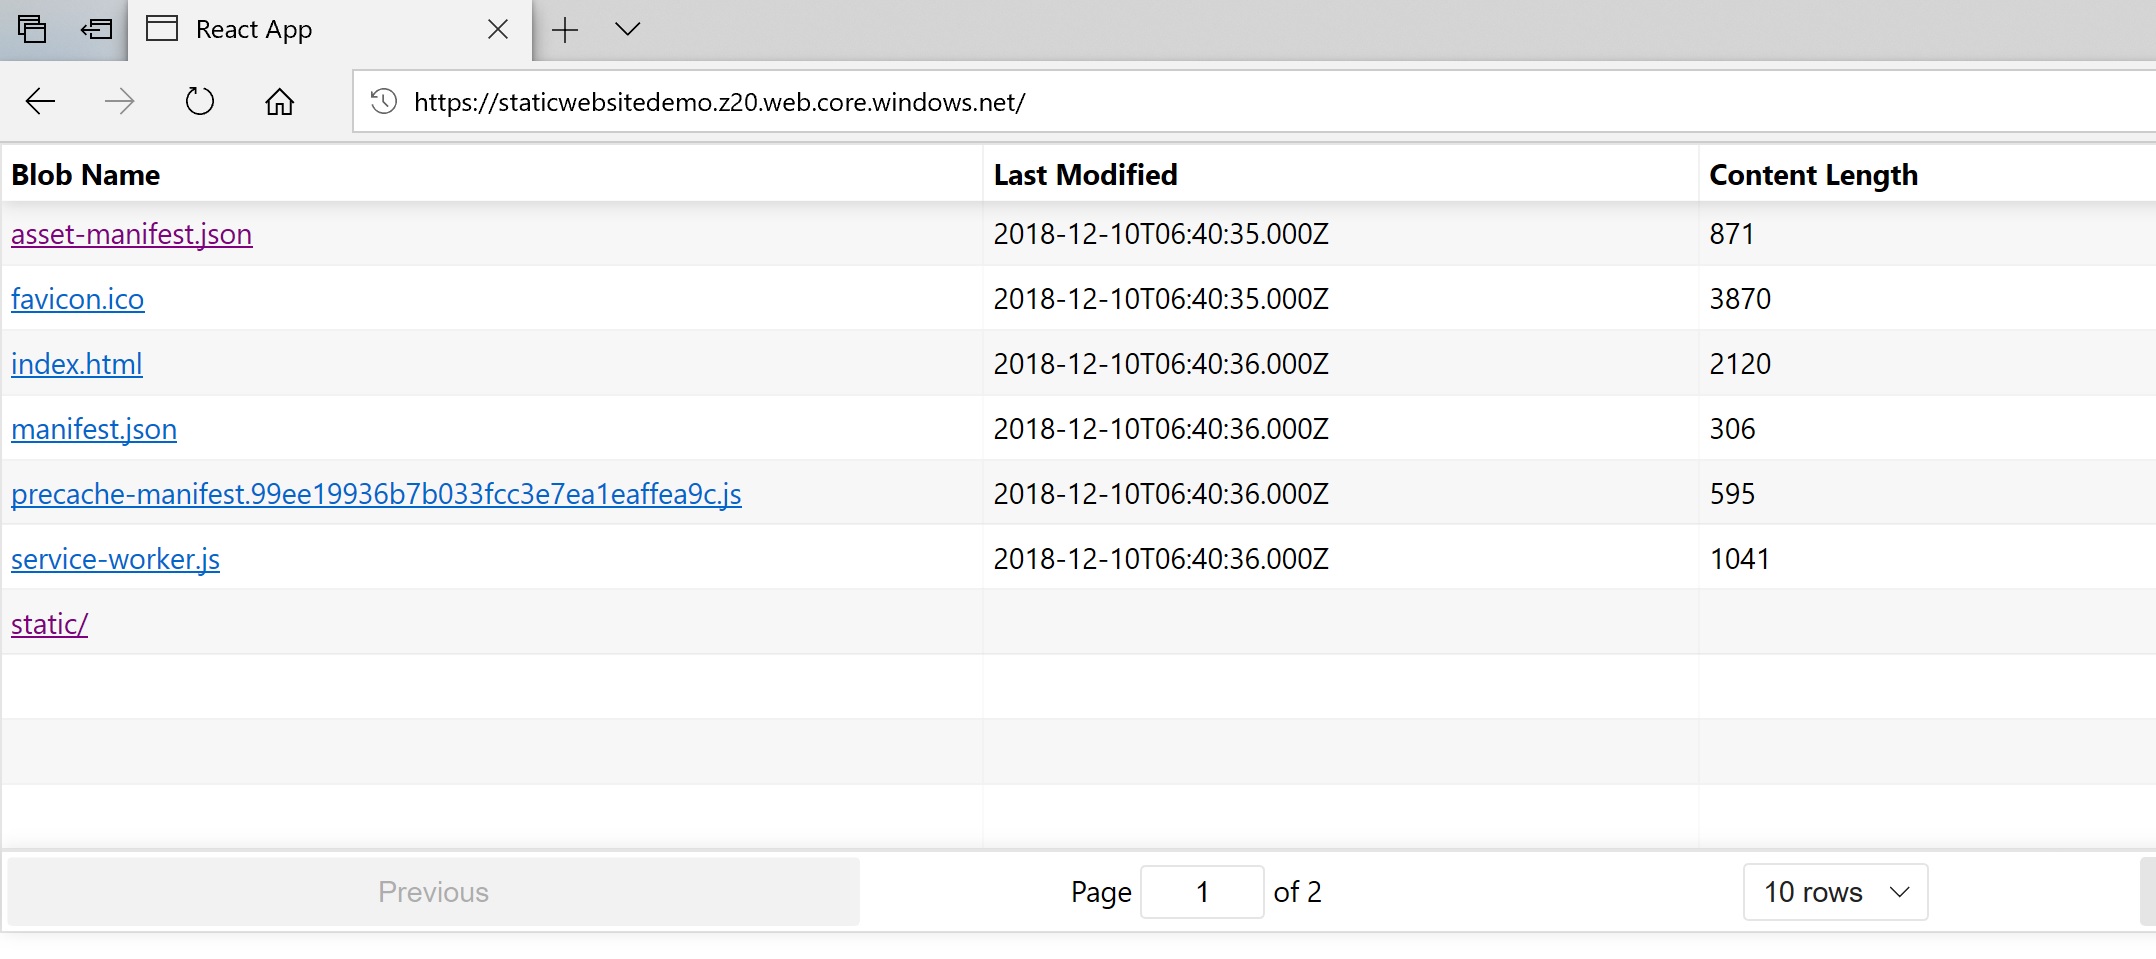 React App
https://staticwebsitedemo.z20.web.core.windows.net/
Blob Name Last Modified Content Length
asset-manifest.json 2018-12-10T06:40:35.000Z 871
favicon.ico 2018-12-10T06:40:35.000Z 3870
index.html 2018-12-10T06:40:36.000Z 2120
manifest.json 2018-12-10T06:40:36.000Z 306
precache-manifest.99ee19936b7b033fcc3e7ea1eaffea9c.js 2018-12-10T06:40:36.000Z 595
service-worker.js 2018-12-10T06:40:36.000Z 1041
static/
Previous Page 1 of 2 10 rows